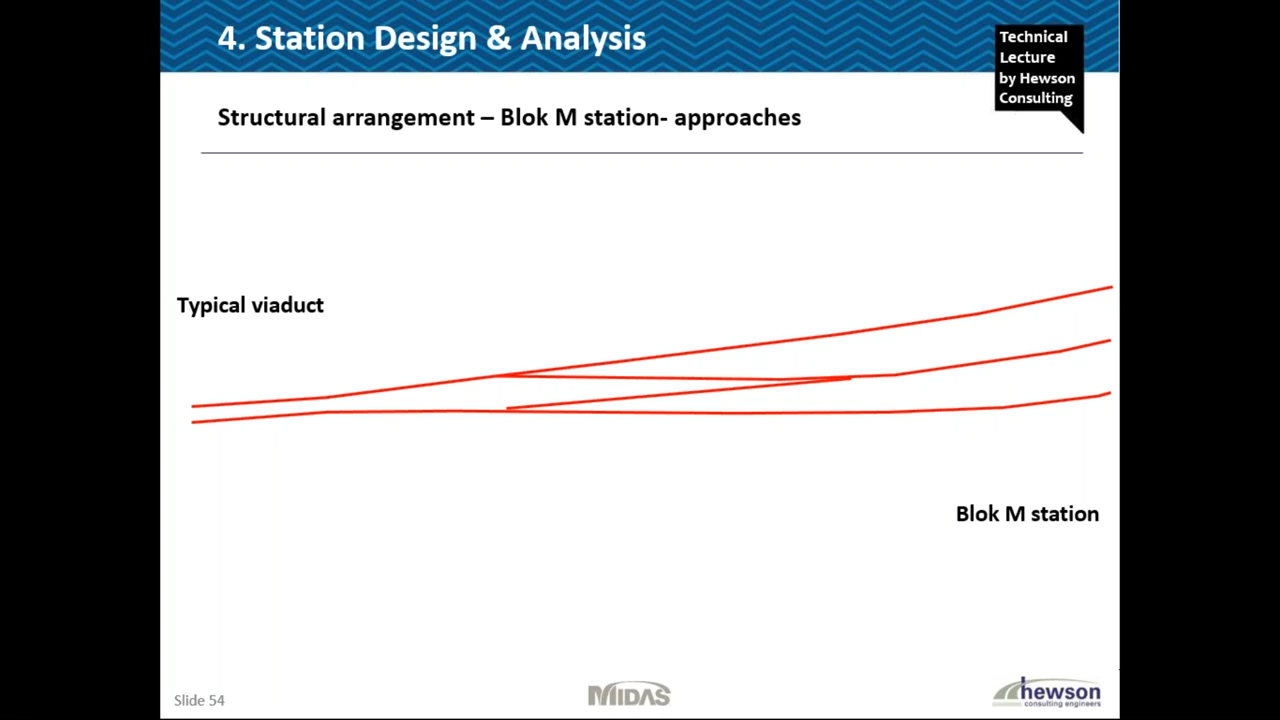 4. Station Design & Analysis
Technical
Lecture
by Hewson
Consulting
Structural arrangement – Blok M station- approaches
Typical viaduct
Blok M station
Slide 54
MIDAS
hewson
consulting engineers